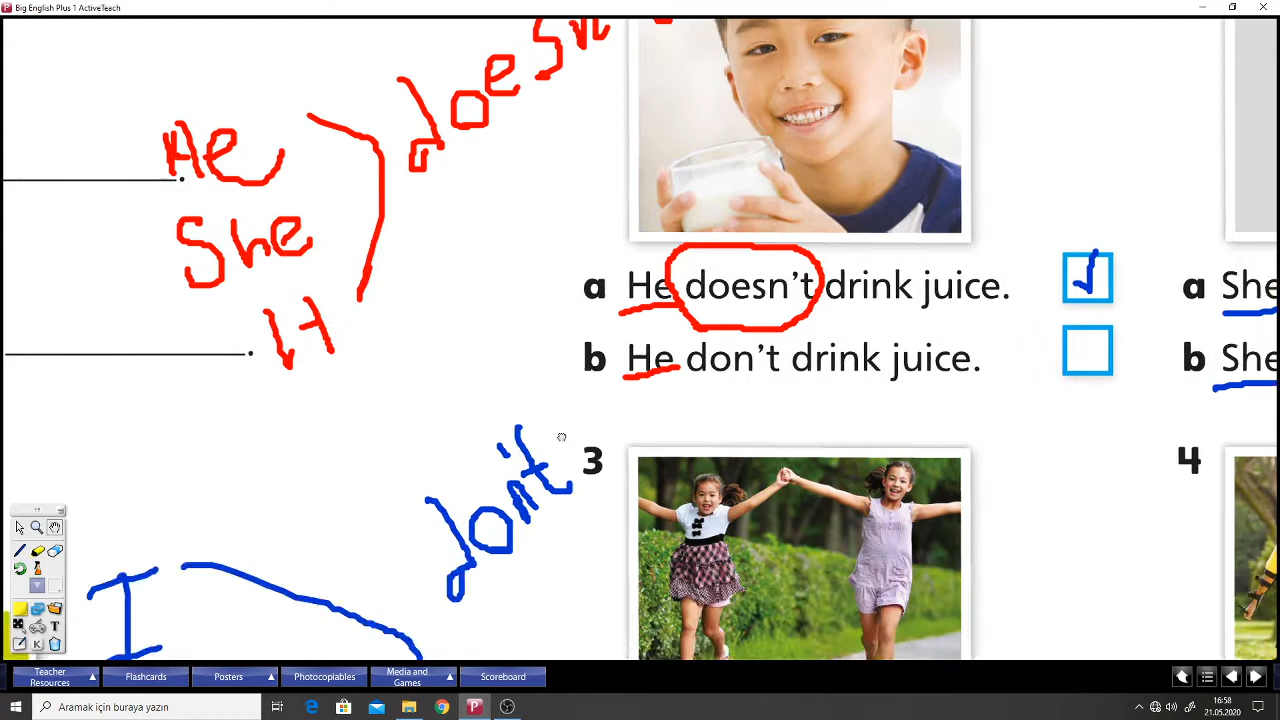 Big English Plus 1 ActiveTeach
He
She
It
doesn
a He doesn't drink juice.
b He don't drink juice.
a She
b She
3
4
I
don't
Teacher Resources
Flashcards
Posters
Photocopiables
Media and Games
Scoreboard
Aramak için buraya yazın
16:58
21.05.2020